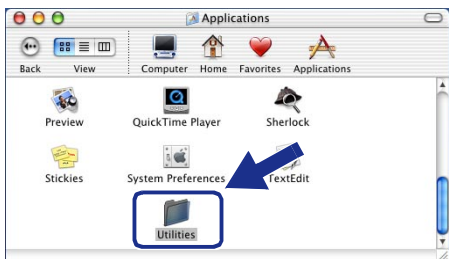 Applications
Back View Computer Home Favorites Applications
Preview QuickTime Player Sherlock
Stickies System Preferences TextEdit
Utilities